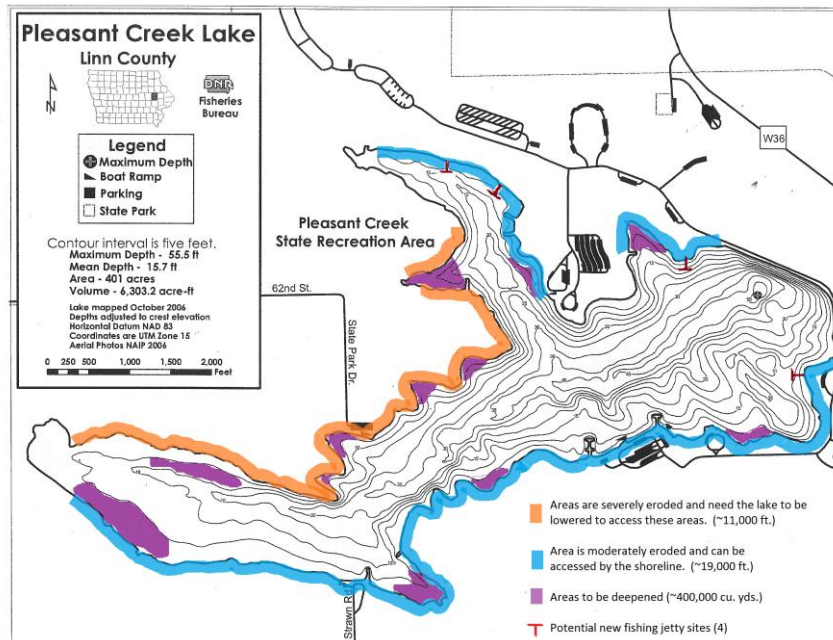 Pleasant Creek Lake
Linn County
N
DNR
Fisheries
Bureau
Legend
Maximum Depth
Boat Ramp
Parking
State Park
Contour interval is five feet.
Maximum Depth - 55.5 ft
Mean Depth - 15.7 ft
Area - 401 acres
Volume - 6,303.2 acre-ft
Lake mapped October 2006
Depths adjusted to crest elevation
Horizontal Datum NAD 83
Coordinates are UTM Zone 15
Aerial Photos NAIP 2006
0 250 500 1,000 1,500 2,000
Feet
W36
Pleasant Creek
State Recreation Area
62nd St.
State Park Dr.
Strawn Rd.
Areas are severely eroded and need the lake to be
lowered to access these areas. (~11,000 ft.)
Area is moderately eroded and can be
accessed by the shoreline. (~19,000 ft.)
Areas to be deepened (~400,000 cu. yds.)
Potential new fishing jetty sites (4)